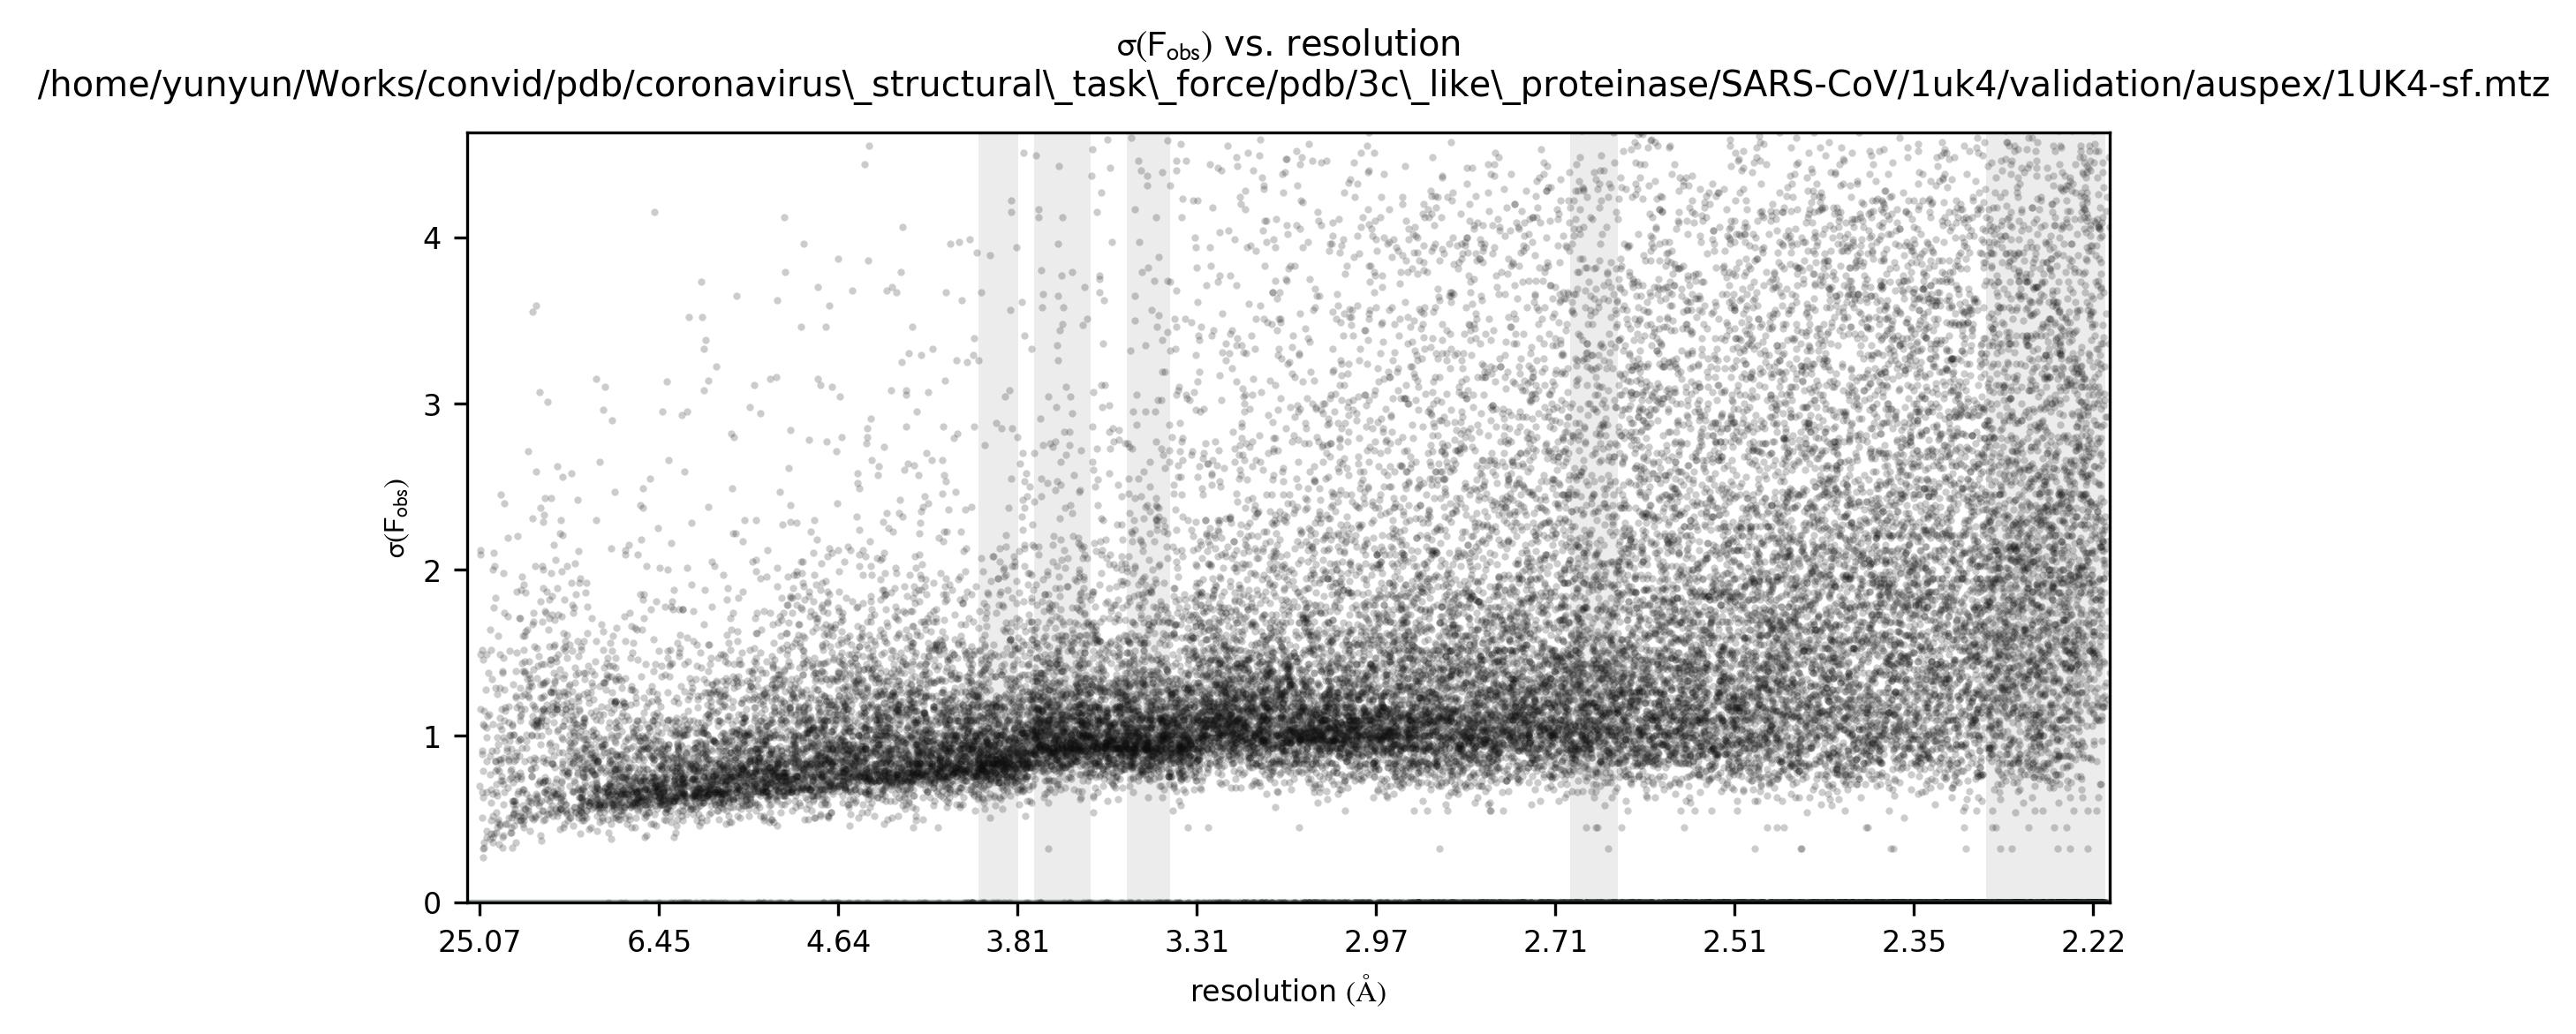 σ(F_obs) vs. resolution
/home/yunyun/Works/convid/pdb/coronavirus\_structural\_task\_force/pdb/3c\_like\_proteinase/SARS-CoV/1uk4/validation/auspex/1UK4-sf.mtz
σ(F_obs)
4
3
2
1
0
25.07 6.45 4.64 3.81 3.31 2.97 2.71 2.51 2.35 2.22
resolution (Å)